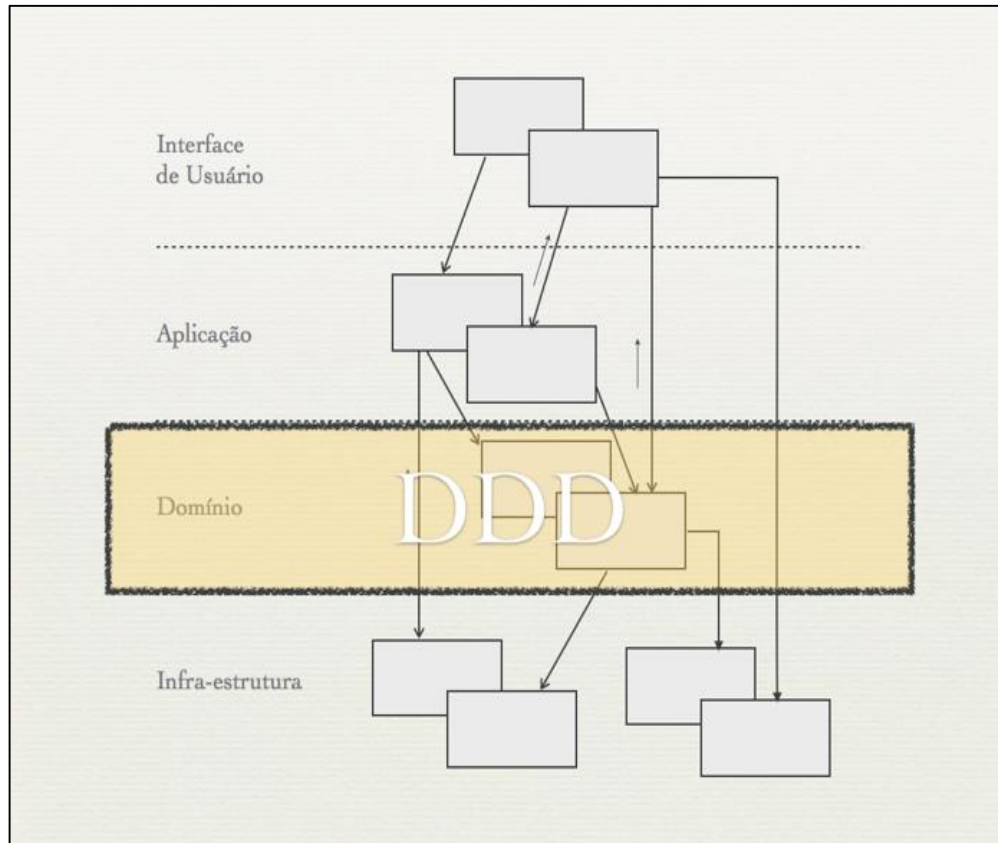 Interface
de Usuário
Aplicação
Domínio
DDD
Infra-estrutura